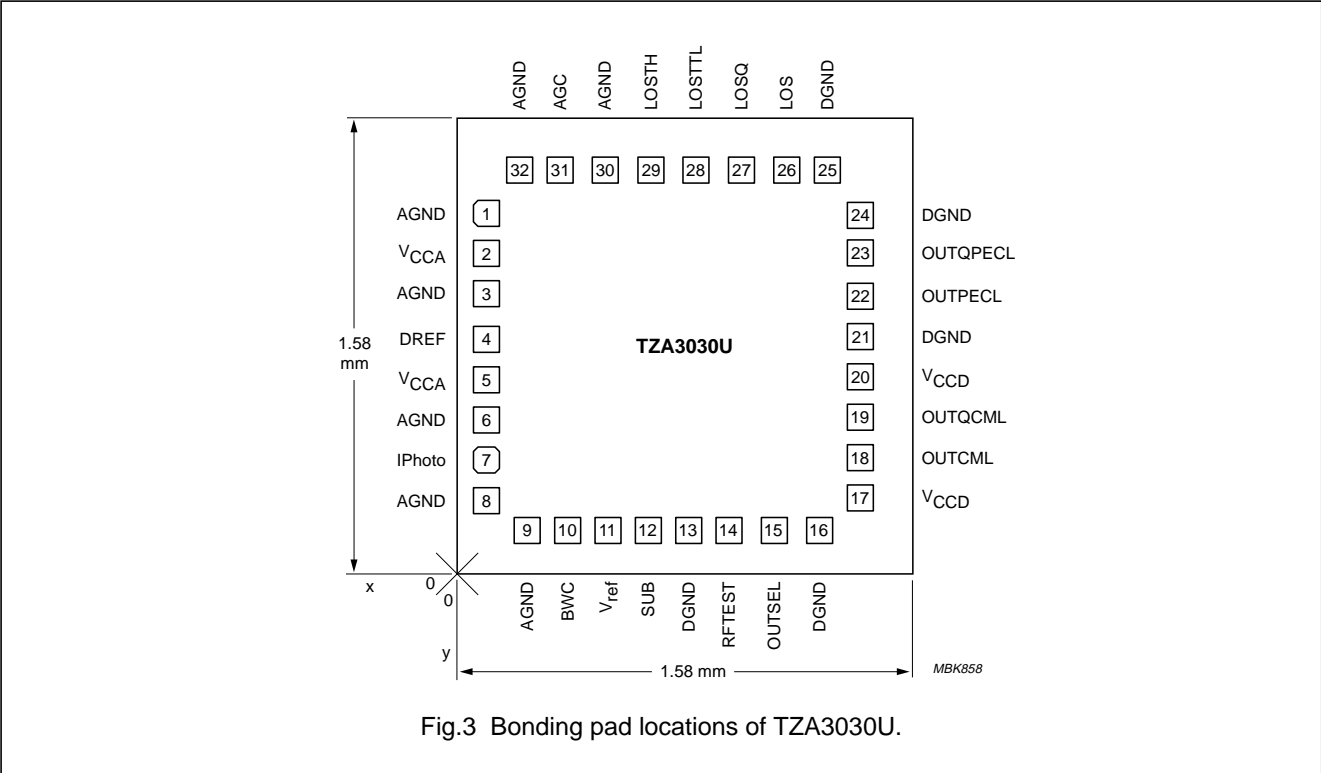 AGND
AGC
AGND
LOSTH
LOSTTL
LOSQ
LOS
DGND
32 31 30 29 28 27 26 25
AGND 1
VCCA 2
AGND 3
DREF 4
VCCA 5
AGND 6
IPhoto 7
AGND 8
1.58
mm
TZA3030U
24 DGND
23 OUTQPECL
22 OUTPECL
21 DGND
20 VCCD
19 OUTQCML
18 OUTCML
17 VCCD
9 10 11 12 13 14 15 16
x
0
0
y
AGND
BWC
Vref
SUB
DGND
RFTEST
OUTSEL
DGND
1.58 mm
MBK858
Fig.3 Bonding pad locations of TZA3030U.